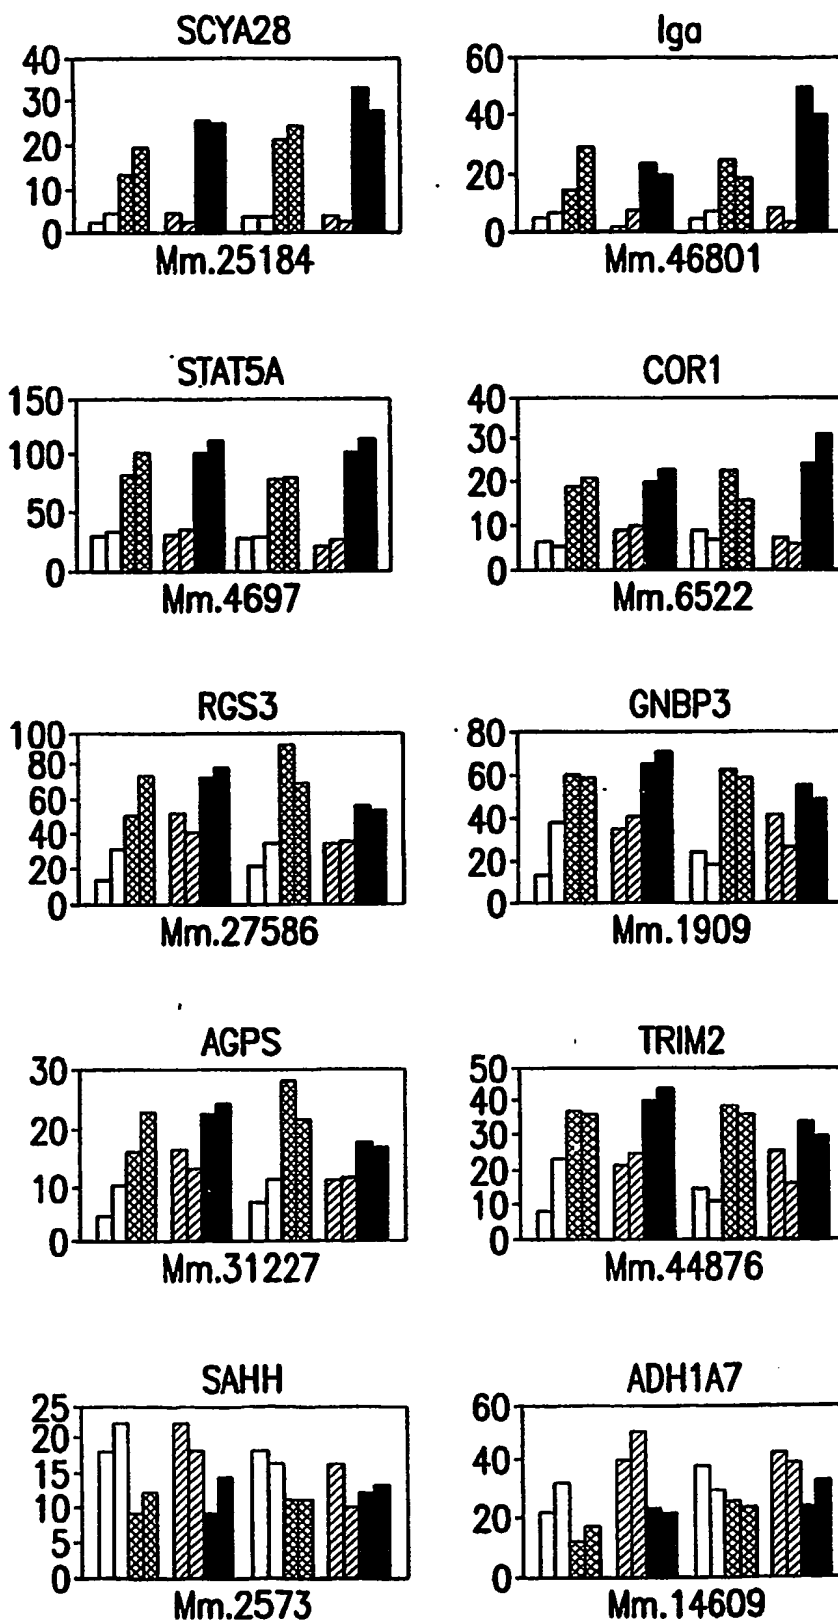 SCYA28
40
30
20
10
0
Mm.25184
Iga
60
40
20
0
Mm.46801
STAT5A
150
100
50
0
Mm.4697
COR1
40
30
20
10
0
Mm.6522
RGS3
100
80
60
40
20
0
Mm.27586
GNBP3
80
60
40
20
0
Mm.1909
AGPS
30
20
10
0
Mm.31227
TRIM2
50
40
30
20
10
0
Mm.44876
SAHH
25
20
15
10
5
0
Mm.2573
ADH1A7
60
40
20
0
Mm.14609